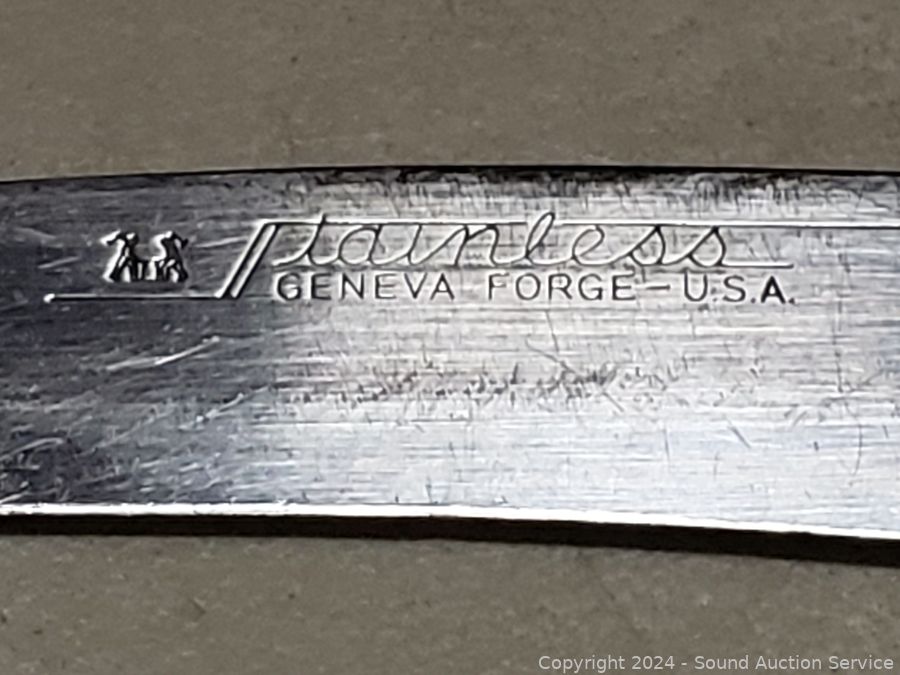 Stainless
GENEVA FORGE-U.S.A.
Copyright 2024 - Sound Auction Service